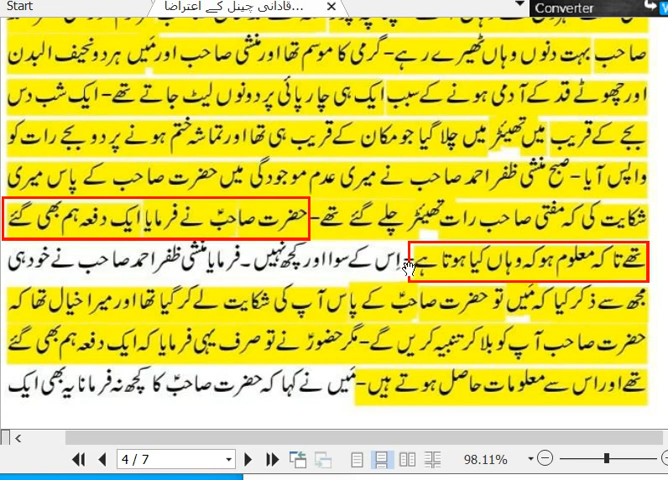 Start
قادانی چینل کے اعتراضا...
Converter
صاحب بہت دنوں وہاں ٹھیرے رہے۔ گرمی کا موسم تھا اور منشی صاحب اور مَیں ہر دو نحیف البدن
اور چھوٹے قد کے آدمی ہونے کے سبب ایک ہی چارپائی پر دونوں لیٹ جاتے تھے۔ ایک شب دس
بجے کے قریب میں تھیئٹر میں چلا گیا جو مکان کے قریب ہی تھا اور تماشہ ختم ہونے پر دو بجے رات کو
واپس آیا۔ صبح منشی ظفر احمد صاحب نے میری عدم موجودگی میں حضرت صاحب کے پاس میری
شکایت کی کہ مفتی صاحب رات تھیئٹر چلے گئے تھے۔ حضرت صاحبؑ نے فرمایا ایک دفعہ ہم بھی گئے
تھے تاکہ معلوم ہو کہ وہاں کیا ہوتا ہے۔ اِس کے سوا اور کچھ نہیں۔ فرمایا منشی ظفر احمد صاحب نے خود ہی
مجھ سے ذکر کیا کہ مَیں تو حضرت صاحبؑ کے پاس آپ کی شکایت لے کر گیا تھا اور میرا خیال تھا کہ
حضرت صاحب آپ کو بلا کر تنبیہ کریں گے۔ مگر حضورؑ نے تو صرف یہی فرمایا کہ ایک دفعہ ہم بھی گئے
تھے اور اس سے معلومات حاصل ہوتے ہیں۔ مَیں نے کہا کہ حضرت صاحبؑ کا کچھ نہ فرمانا یہ بھی ایک
4 / 7
98.11%